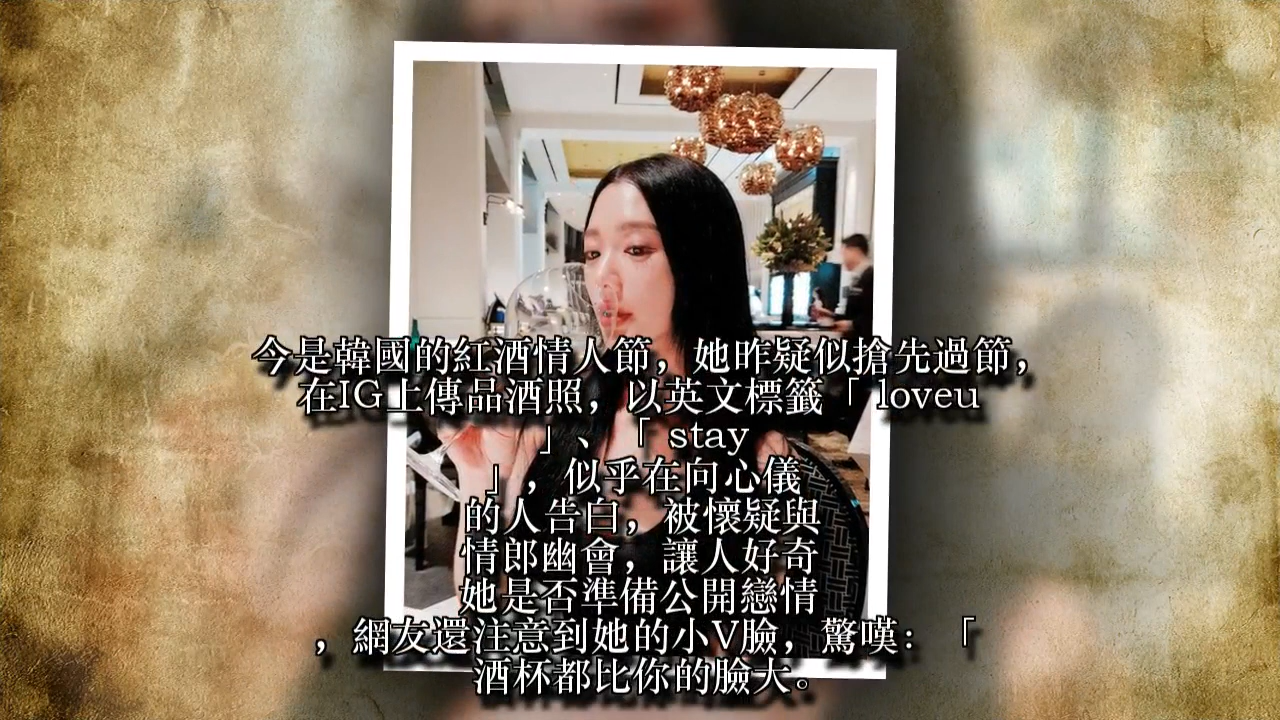 今是韓國的紅酒情人節，她昨疑似搶先過節，
在IG上傳品酒照，以英文標籤「 loveu
」、「 stay
」，似乎在向心儀
的人告白，被懷疑與
情郎幽會，讓人好奇
她是否準備公開戀情
，網友還注意到她的小V臉，驚嘆：「
酒杯都比你的臉大。